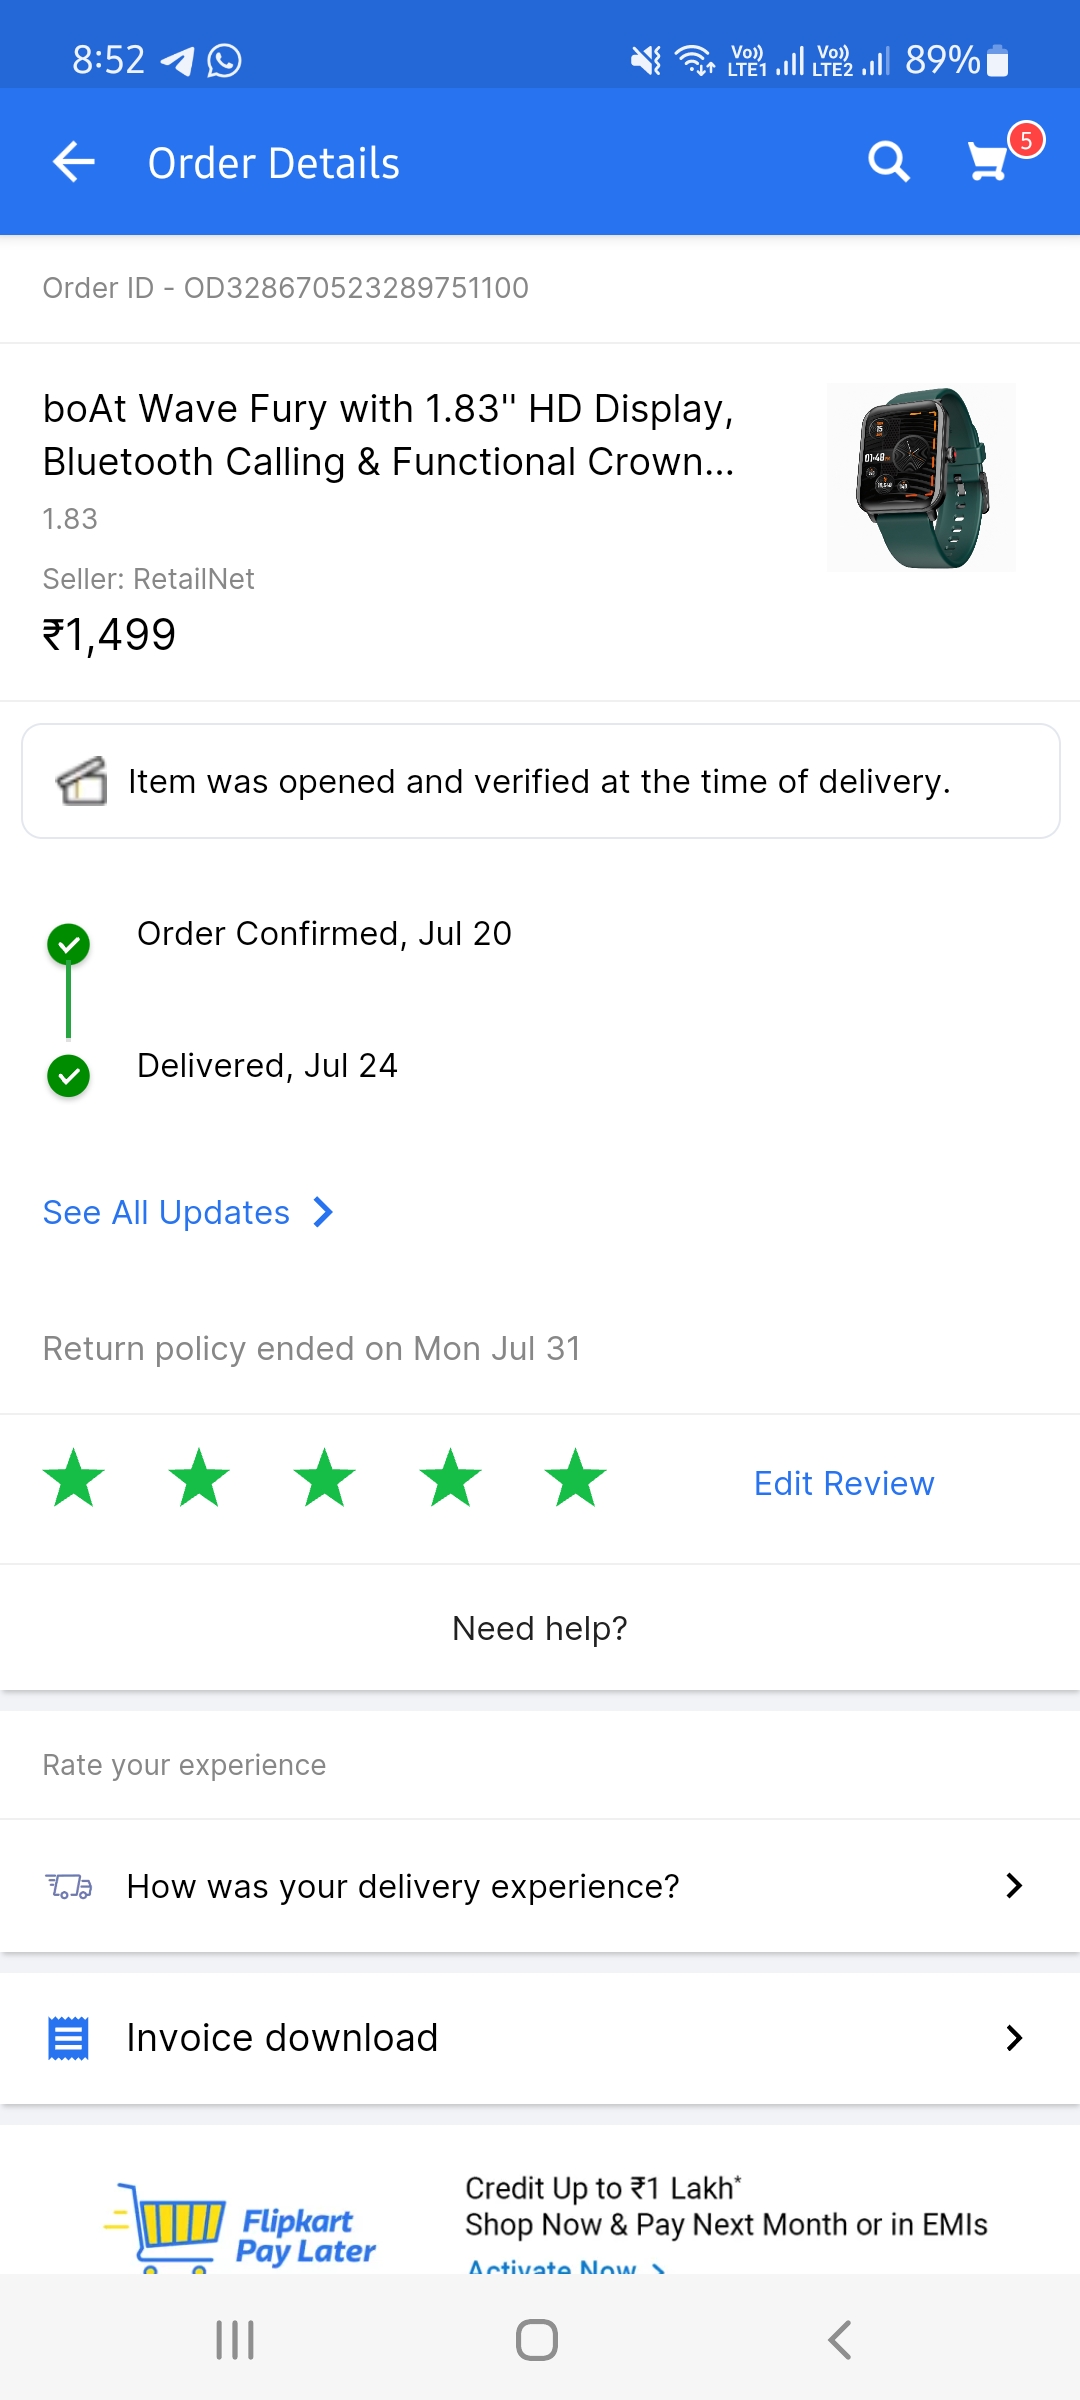 8:52
Vo)) LTE1 Vo)) LTE2 89%
Order Details
5
Order ID - OD328670523289751100
boAt Wave Fury with 1.83'' HD Display,
Bluetooth Calling & Functional Crown...
1.83
Seller: RetailNet
₹1,499
Item was opened and verified at the time of delivery.
Order Confirmed, Jul 20
Delivered, Jul 24
See All Updates
Return policy ended on Mon Jul 31
Edit Review
Need help?
Rate your experience
How was your delivery experience?
Invoice download
Flipkart
Pay Later
Credit Up to ₹1 Lakh*
Shop Now & Pay Next Month or in EMIs
Activate Now